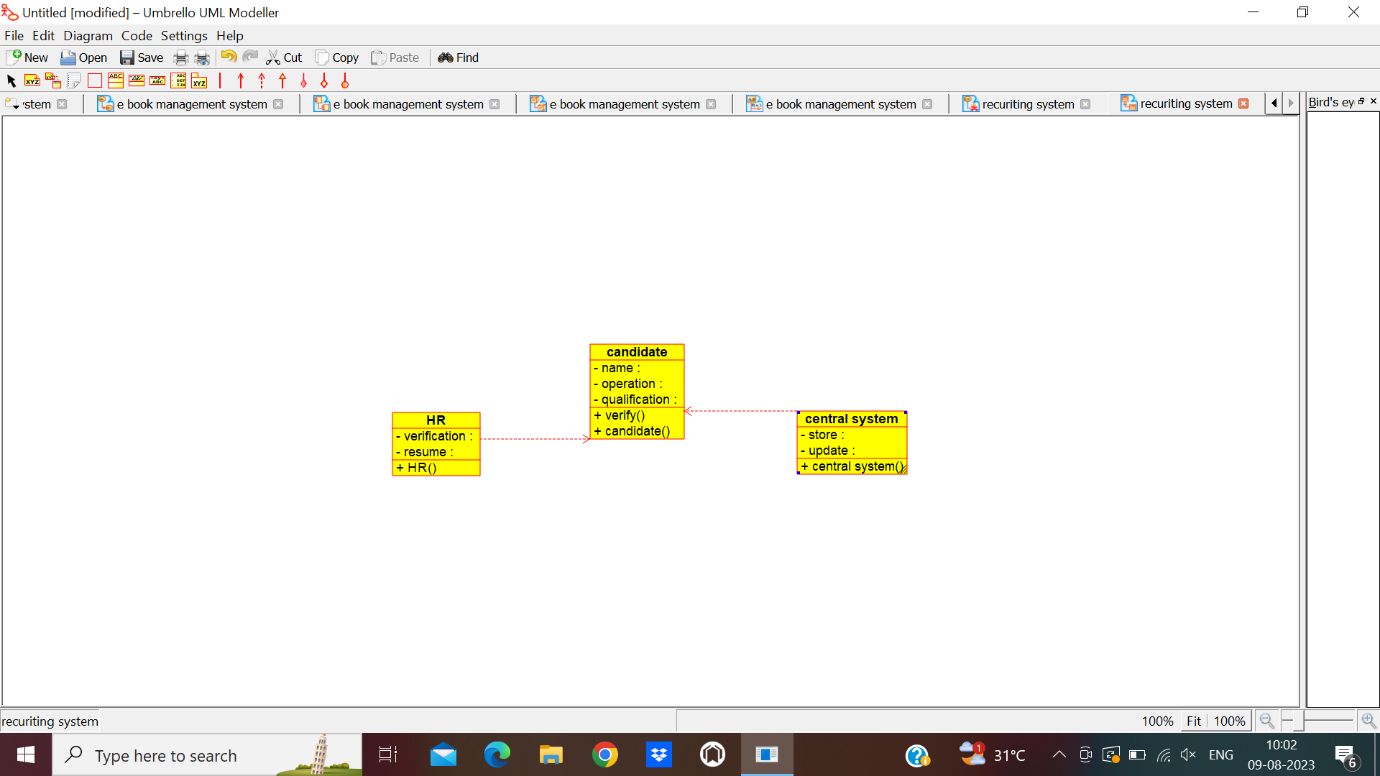 Untitled [modified] – Umbrello UML Modeller
File Edit Diagram Code Settings Help
New Open Save Cut Copy Paste Find
stem e book management system e book management system e book management system e book management system recuriting system recuriting system Bird's ey
candidate
- name :
- operation :
- qualification :
+ verify()
+ candidate()
HR
- verification :
- resume :
+ HR()
central system
- store :
- update :
+ central system()
recuriting system 100% Fit 100%
Type here to search 1 31°C ENG 10:02
09-08-2023 6